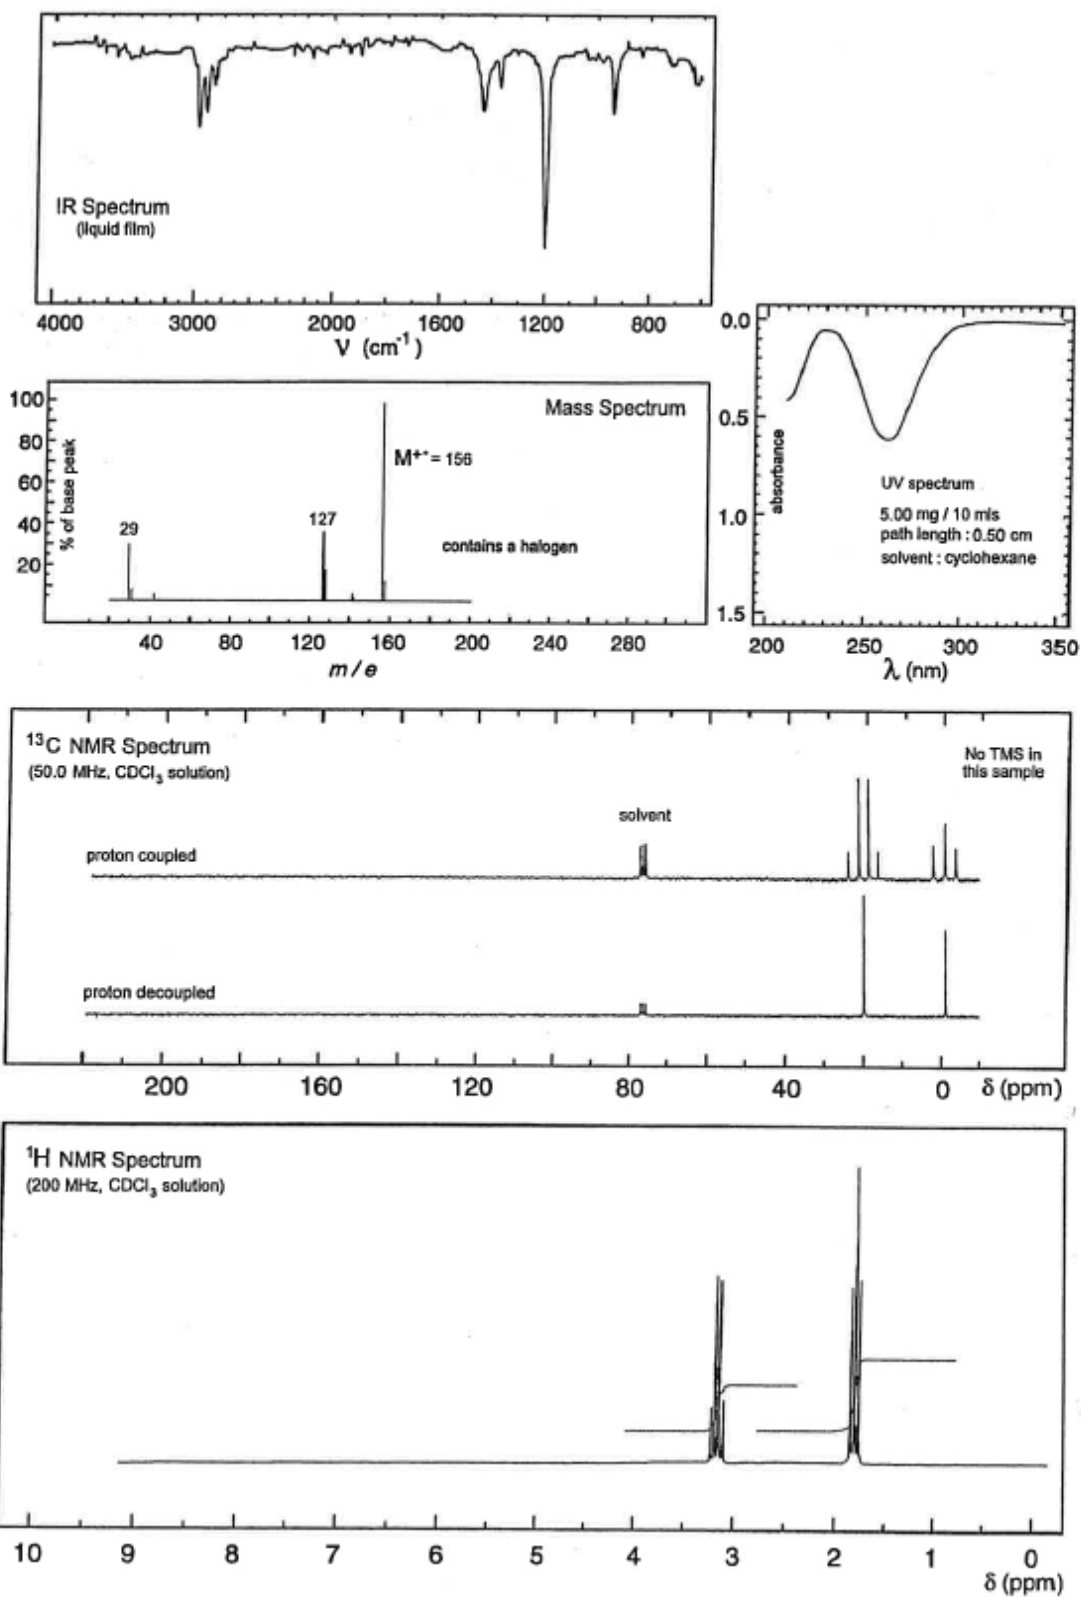 IR Spectrum
(liquid film)
4000 3000 2000 1600 1200 800
ν (cm-1)
100
80
60
40
20
% of base peak
Mass Spectrum
M+· = 156
29
127
contains a halogen
40 80 120 160 200 240 280
m / e
0.0
0.5
1.0
1.5
absorbance
UV spectrum
5.00 mg / 10 mls
path length : 0.50 cm
solvent : cyclohexane
200 250 300 350
λ (nm)
13C NMR Spectrum
(50.0 MHz, CDCl3 solution)
No TMS in
this sample
solvent
proton coupled
proton decoupled
200 160 120 80 40 0 δ (ppm)
1H NMR Spectrum
(200 MHz, CDCl3 solution)
10 9 8 7 6 5 4 3 2 1 0
δ (ppm)